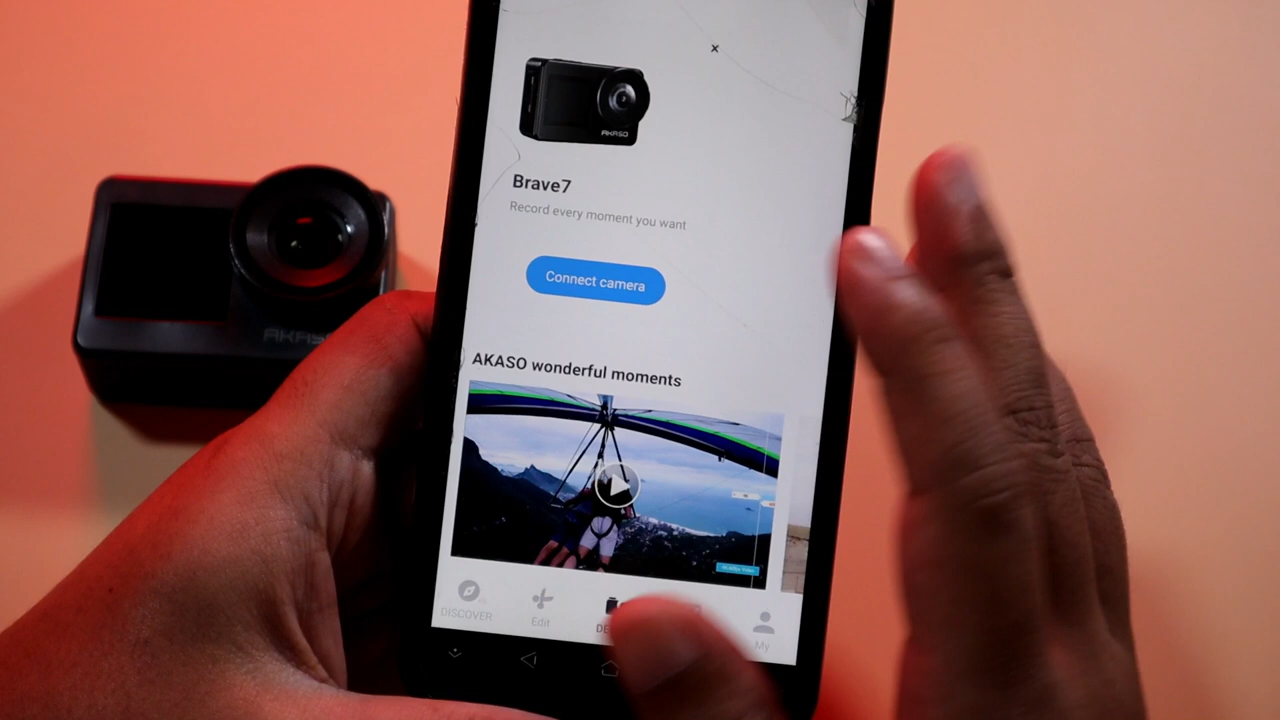 AKASO
Brave7
Record every moment you want
Connect camera
AKASO wonderful moments
DISCOVER
Edit
My